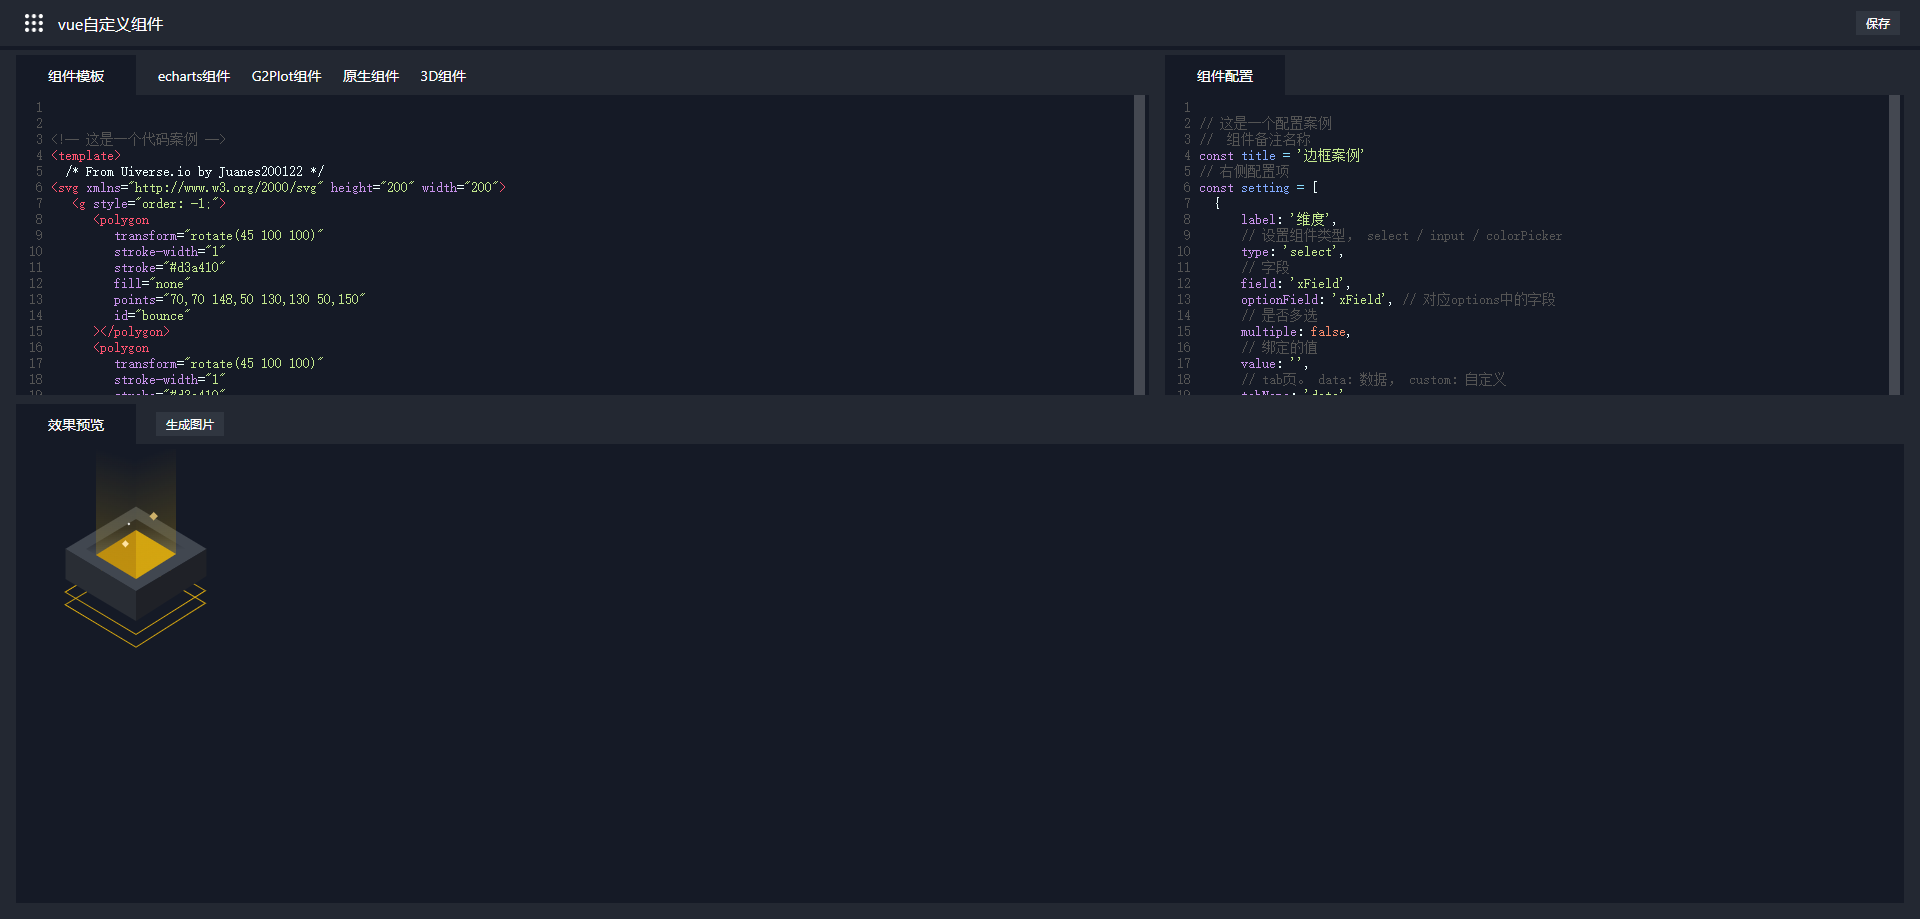 vue自定义组件
保存
组件模板 echarts组件 G2Plot组件 原生组件 3D组件
1
2
3 <!-- 这是一个代码案例 -->
4 <template>
5 /* From Uiverse.io by Juanes200122 */
6 <svg xmlns="http://www.w3.org/2000/svg" height="200" width="200">
7 <g style="order: -1;">
8 <polygon
9 transform="rotate(45 100 100)"
10 stroke-width="1"
11 stroke="#d3a410"
12 fill="none"
13 points="70,70 148,50 130,130 50,150"
14 id="bounce"
15 ></polygon>
16 <polygon
17 transform="rotate(45 100 100)"
18 stroke-width="1"
19 stroke="#d3a410"
组件配置
1
2 // 这是一个配置案例
3 // 组件备注名称
4 const title = '边框案例'
5 // 右侧配置项
6 const setting = [
7 {
8 label: '维度',
9 // 设置组件类型， select / input / colorPicker
10 type: 'select',
11 // 字段
12 field: 'xField',
13 optionField: 'xField', // 对应options中的字段
14 // 是否多选
15 multiple: false,
16 // 绑定的值
17 value: '',
18 // tab页。 data: 数据， custom: 自定义
19 tabName: 'data'
效果预览 生成图片